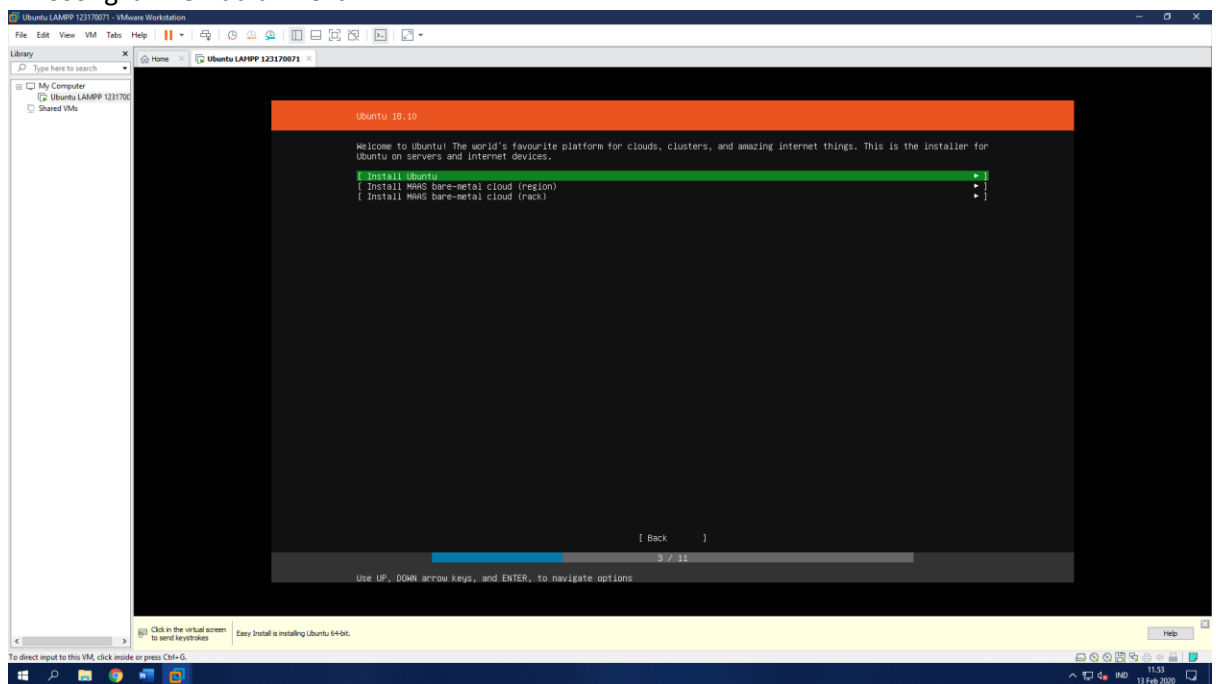 Ubuntu LAMPP 123170071 - VMware Workstation
File Edit View VM Tabs Help
Library
Type here to search
My Computer
Ubuntu LAMPP 1231700
Shared VMs
Home
Ubuntu LAMPP 123170071
Ubuntu 18.10
Welcome to Ubuntu! The world's favourite platform for clouds, clusters, and amazing internet things. This is the installer for
Ubuntu on servers and internet devices.
[ Install Ubuntu ► ]
[ Install MAAS bare-metal cloud (region) ► ]
[ Install MAAS bare-metal cloud (rack) ► ]
[ Back ]
3 / 11
Use UP, DOWN arrow keys, and ENTER, to navigate options
Click in the virtual screen
to send keystrokes
Easy Install is installing Ubuntu 64-bit.
Help
To direct input to this VM, click inside or press Ctrl+G.
IND
11.53
13 Feb 2020